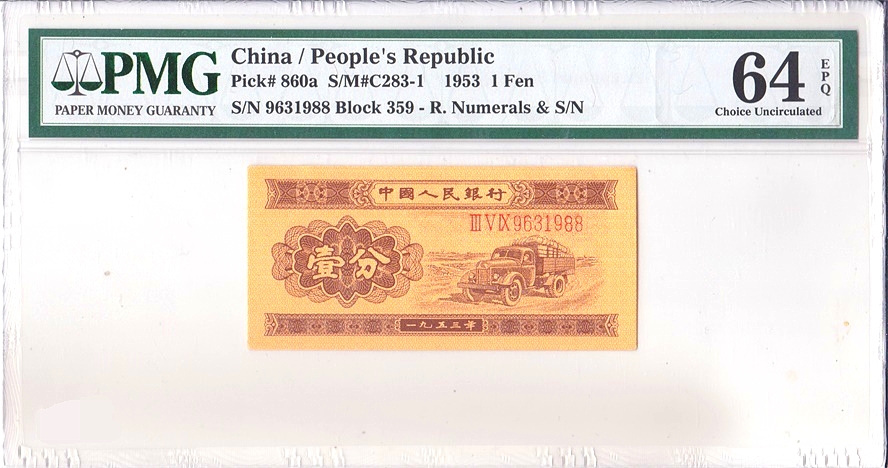 PMG
PAPER MONEY GUARANTY
China / People's Republic
Pick# 860a S/M#C283-1 1953 1 Fen
S/N 9631988 Block 359 - R. Numerals & S/N
64
EPQ
Choice Uncirculated
中國人民銀行
ⅢⅤⅨ9631988
壹分
一九五三年